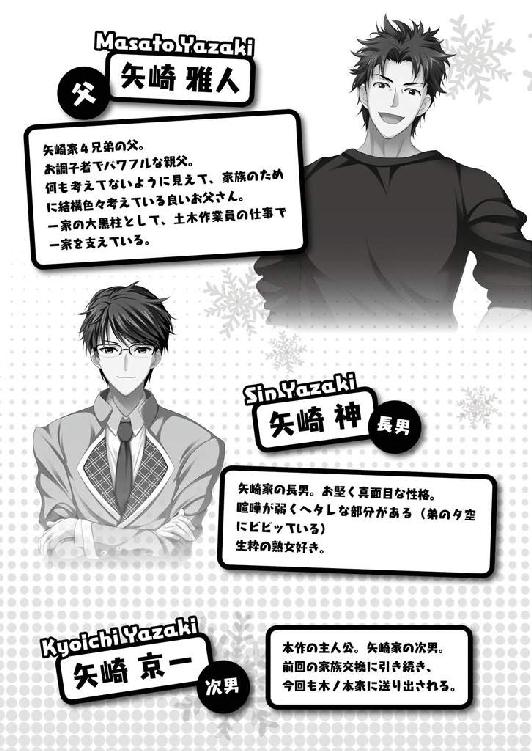 Masato Yazaki
父
矢崎 雅人
矢崎家4兄弟の父。
お調子者でパワフルな親父。
何も考えてないように見えて、家族のため
に結構色々考えている良いお父さん。
一家の大黒柱として、土木作業員の仕事で
一家を支えている。
Sin Yazaki
矢崎 神
長男
矢崎家の長男。お堅く真面目な性格。
喧嘩が弱くヘタレな部分がある（弟の夕空
にビビッている）
生粋の熟女好き。
Kyoichi Yazaki
矢崎 京一
次男
本作の主人公。矢崎家の次男。
前回の家族交換に引き続き、
今回も木ノ本家に送り出される。